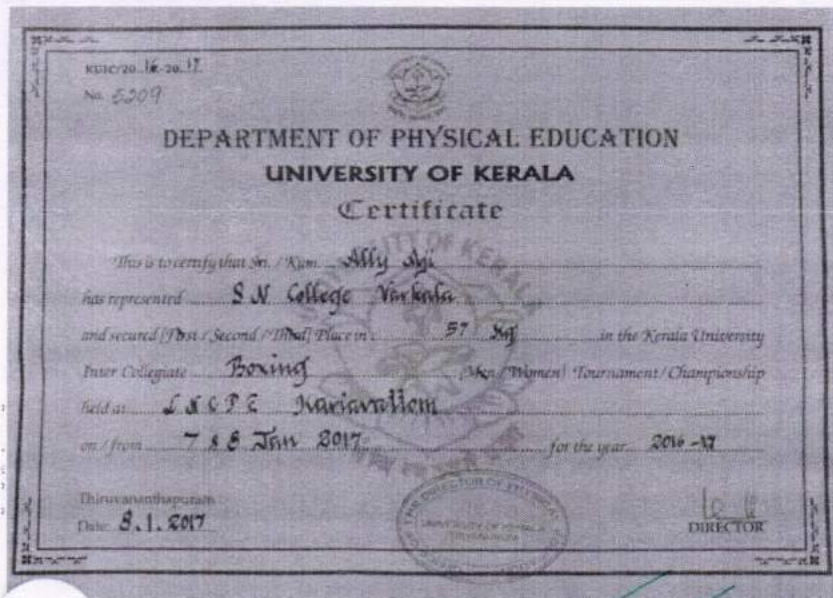 KUIC/20 16-20 17
No. 5209
DEPARTMENT OF PHYSICAL EDUCATION
UNIVERSITY OF KERALA
Certificate
This is to certify that Sri. / Kum. Ally Aji
has represented S N College Varkala
and secured [First / Second / Third] Place in 57 Kg in the Kerala University
Inter Collegiate Boxing (Men / Women) Tournament / Championship
held at L N C P E Kariavattom
on / from 7 & 8 Jan 2017 for the year 2016 -17
Thiruvananthapuram
Date: 8.1.2017
DIRECTOR
UNIVERSITY OF KERALA